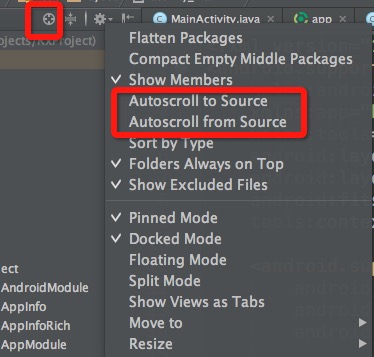 MainActivity.java
app
ojects/RxProject)
Flatten Packages
Compact Empty Middle Packages
Show Members
Autoscroll to Source
Autoscroll from Source
Sort by Type
Folders Always on Top
Show Excluded Files
Pinned Mode
Docked Mode
Floating Mode
Split Mode
Show Views as Tabs
Move to
Resize
ect
AndroidModule
AppInfo
AppInfoRich
AppModule